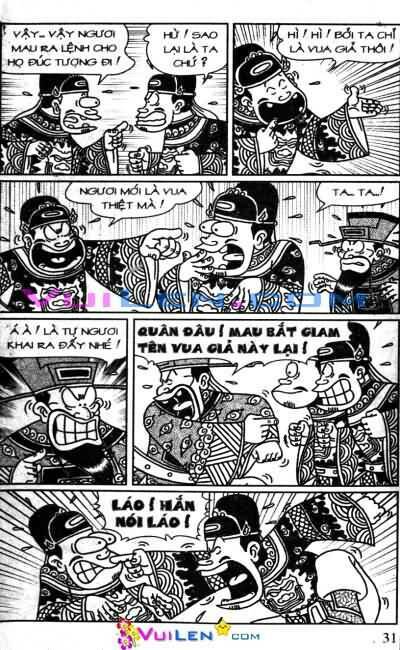 VẬY... VẬY NGƯƠI
MAU RA LỆNH CHO
HỌ ĐÚC TƯỢNG ĐI !
HỬ ! SAO
LẠI LÀ TA
CHỨ ?
HÌ ! HÌ ! BỞI TA CHỈ
LÀ VUA GIẢ THÔI !
NGƯƠI MỚI LÀ VUA
THIỆT MÀ !
TA... TA...!
VUILEN.COM
Á À ! LÀ TỰ NGƯƠI
KHAI RA ĐẤY NHÉ !
QUÂN ĐÂU ! MAU BẮT GIAM
TÊN VUA GIẢ NÀY LẠI !
LÁO ! HẮN
NÓI LÁO !
VUILEN.COM
31